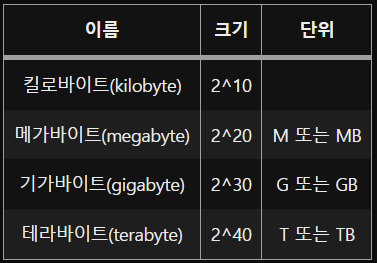 이름 크기 단위
킬로바이트(kilobyte) 2^10
메가바이트(megabyte) 2^20 M 또는 MB
기가바이트(gigabyte) 2^30 G 또는 GB
테라바이트(terabyte) 2^40 T 또는 TB